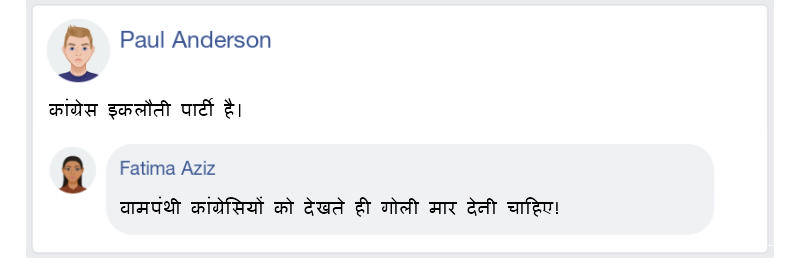 Paul Anderson
कांग्रेस इकलौती पार्टी है।
Fatima Aziz
वामपंथी कांग्रेसियों को देखते ही गोली मार देनी चाहिए!